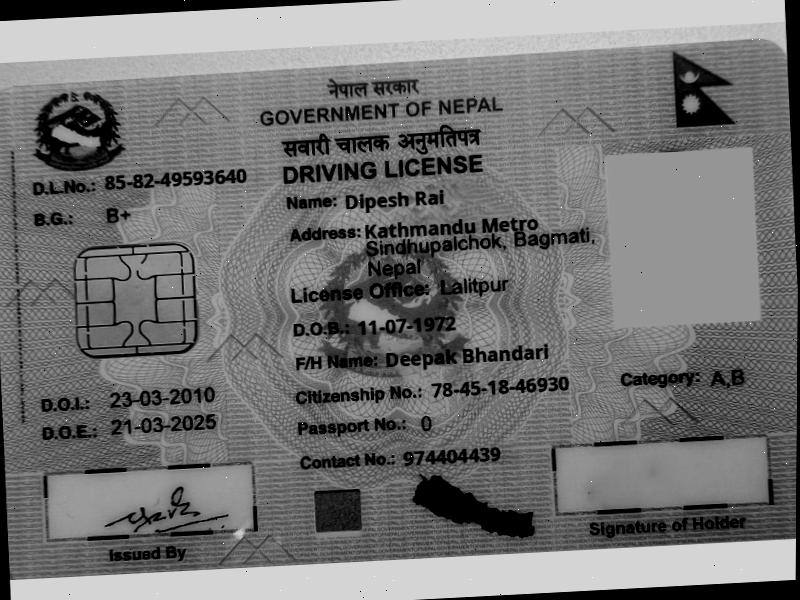 नेपाल सरकार
GOVERNMENT OF NEPAL
सवारी चालक अनुमतिपत्र
DRIVING LICENSE
D.L.No.: 85-82-49593640
B.G.: B+
Name: Dipesh Rai
Address: Kathmandu Metro
Sindhupalchok, Bagmati,
Nepal
License Office: Lalitpur
D.O.B.: 11-07-1972
F/H Name: Deepak Bhandari
Citizenship No.: 78-45-18-46930
Category: A,B
D.O.I.: 23-03-2010
Passport No.: 0
D.O.E.: 21-03-2025
Contact No.: 974404439
Issued By
Signature of Holder